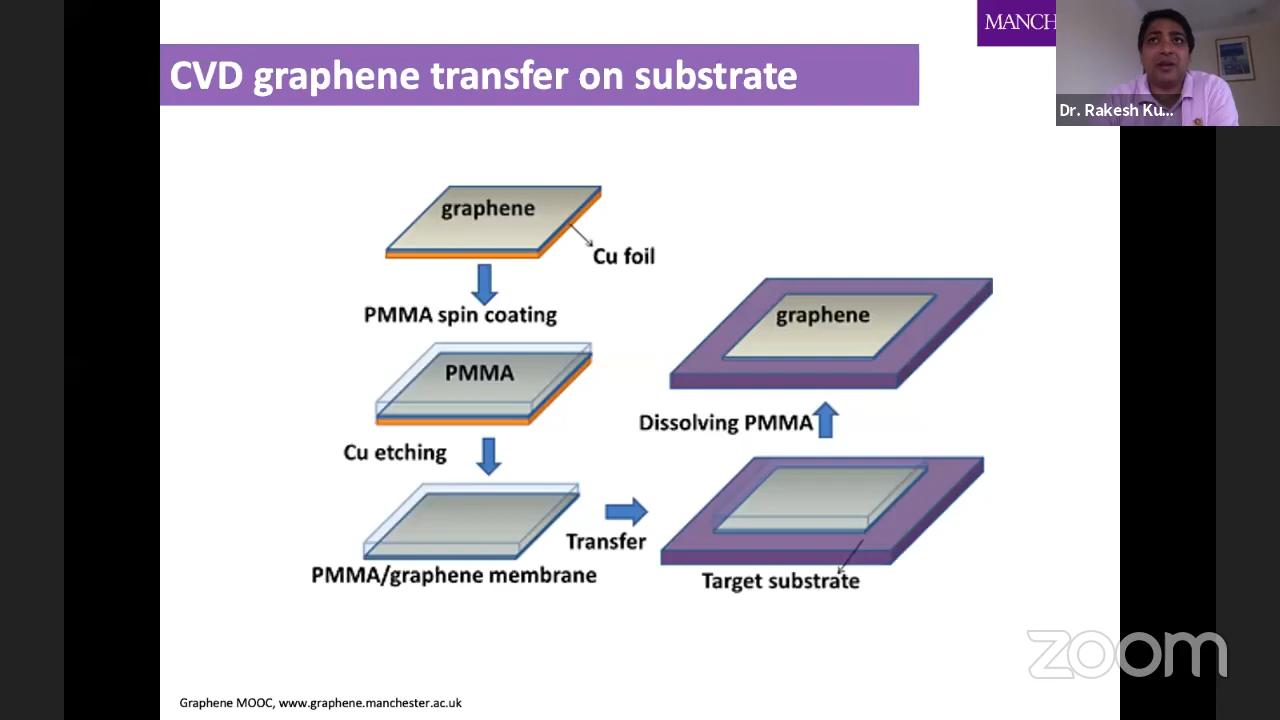 MANCH
CVD graphene transfer on substrate
Dr. Rakesh Ku...
graphene
Cu foil
PMMA spin coating
PMMA
Cu etching
PMMA/graphene membrane
Transfer
graphene
Dissolving PMMA
Target substrate
zoom
Graphene MOOC, www.graphene.manchester.ac.uk